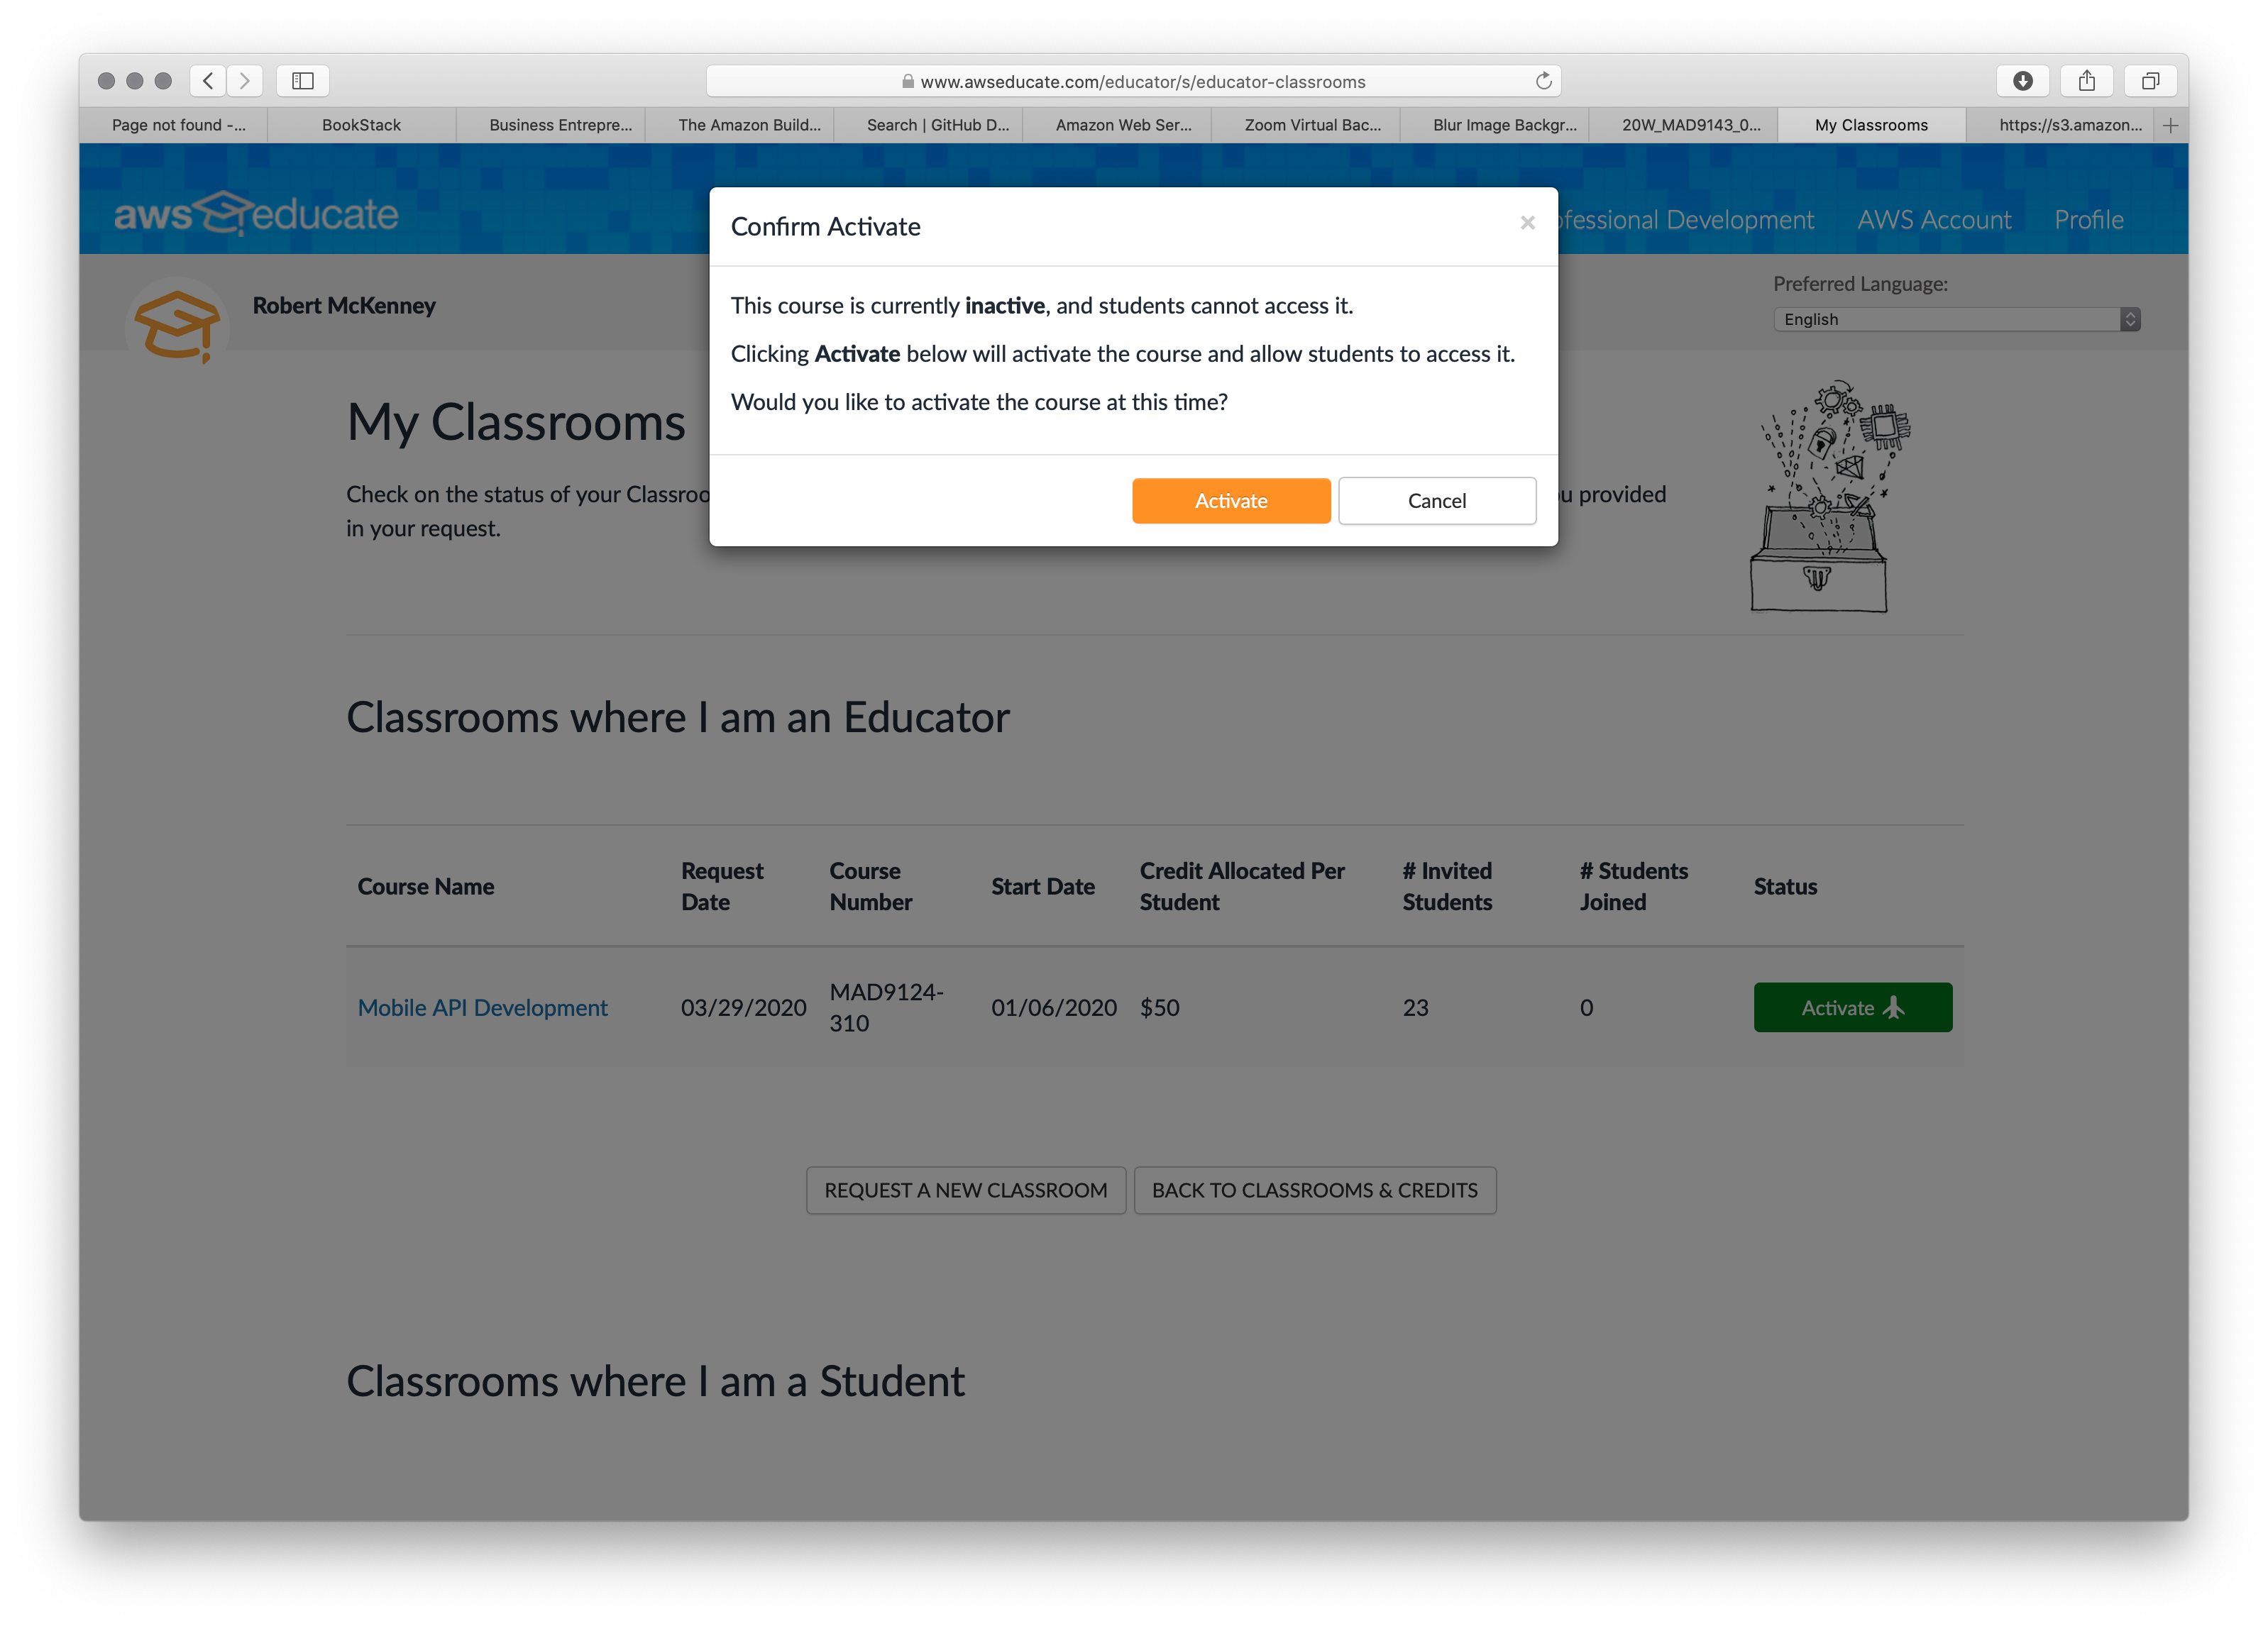 www.awseducate.com/educator/s/educator-classrooms
Page not found -...
BookStack
Business Entrepre...
The Amazon Build...
Search | GitHub D...
Amazon Web Ser...
Zoom Virtual Bac...
Blur Image Backgr...
20W_MAD9143_0...
My Classrooms
https://s3.amazon...
aws educate
ofessional Development
AWS Account
Profile
Robert McKenney
Preferred Language:
English
Confirm Activate
This course is currently inactive, and students cannot access it.
Clicking Activate below will activate the course and allow students to access it.
Would you like to activate the course at this time?
Activate
Cancel
My Classrooms
Check on the status of your Classroo
u provided
in your request.
Classrooms where I am an Educator
Course Name
Request
Date
Course
Number
Start Date
Credit Allocated Per
Student
# Invited
Students
# Students
Joined
Status
Mobile API Development
03/29/2020
MAD9124-
310
01/06/2020
$50
23
0
Activate
REQUEST A NEW CLASSROOM
BACK TO CLASSROOMS & CREDITS
Classrooms where I am a Student